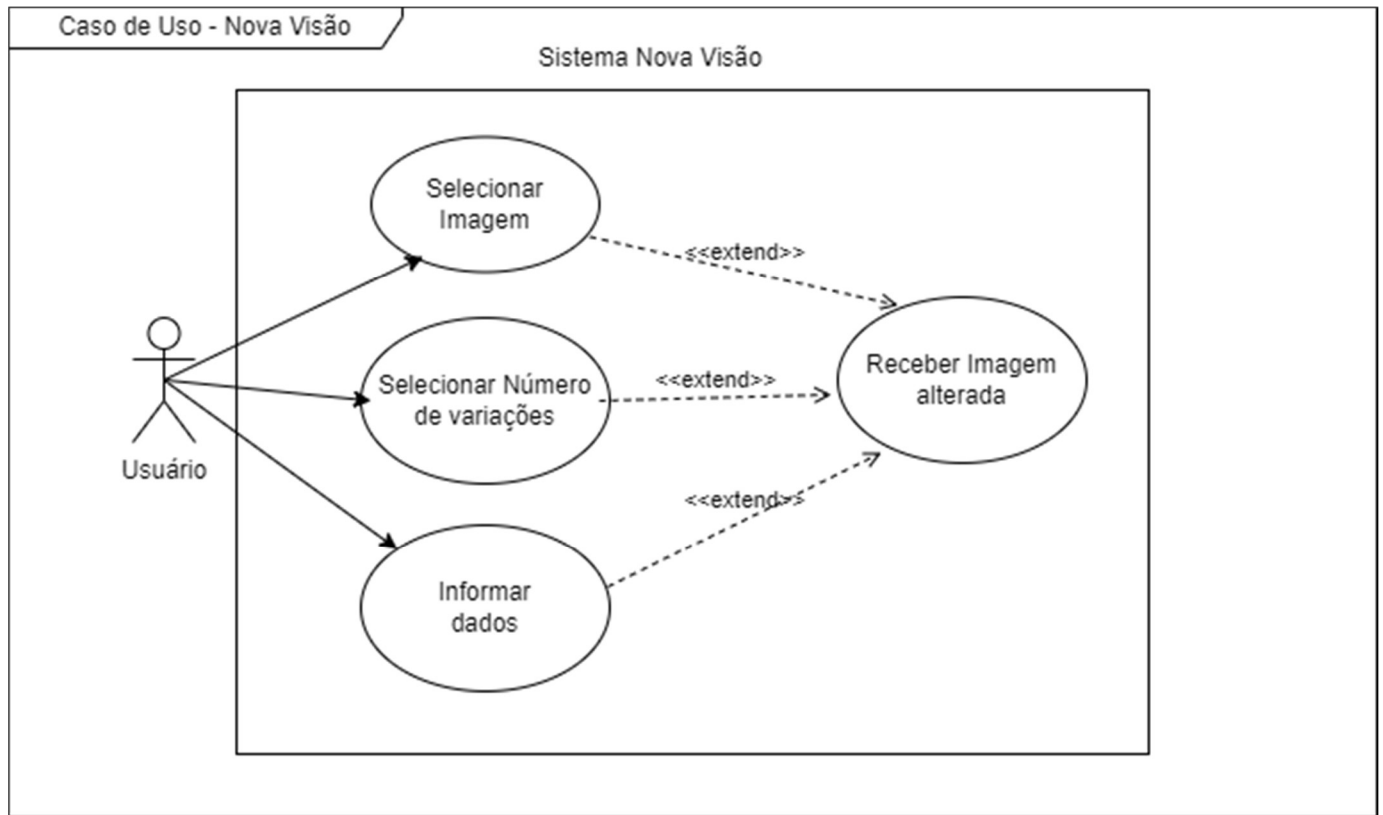 Caso de Uso - Nova Visão
Sistema Nova Visão
Selecionar
Imagem
<<extend>>
Selecionar Número
de variações
<<extend>>
Receber Imagem
alterada
Usuário
<<extend>>
Informar
dados